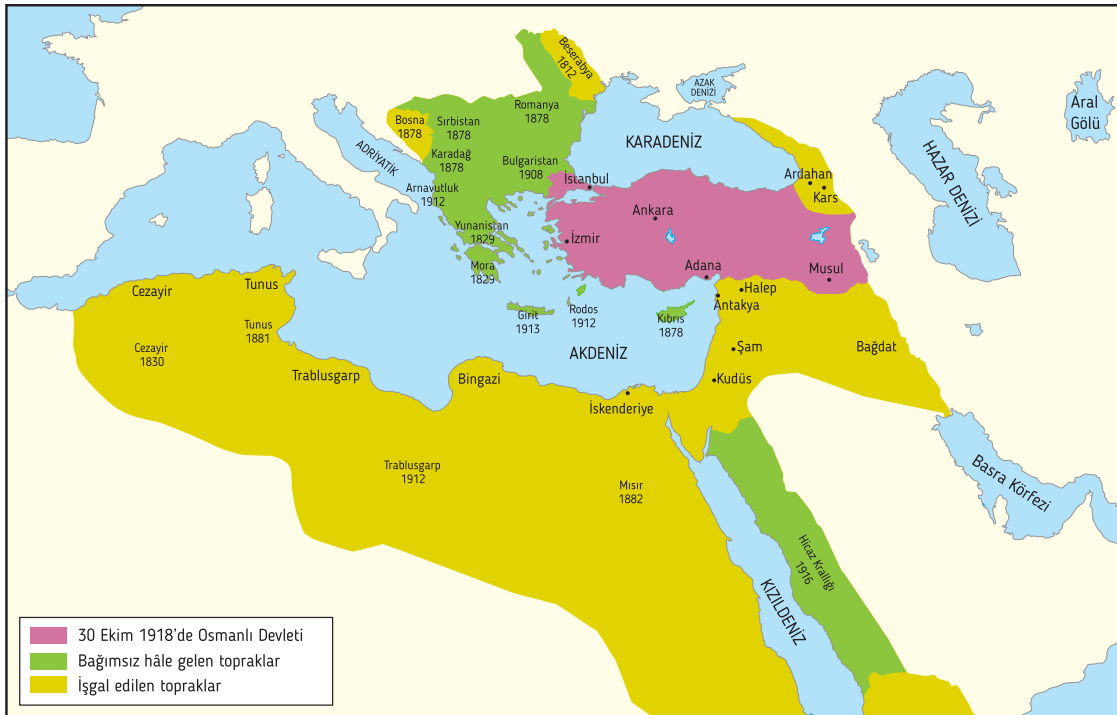 Beserabya
1812
Romanya
1878
Bosna
1878
Sırbistan
1878
Karadağ
1878
Bulgaristan
1908
Arnavutluk
1912
Yunanistan
1829
Mora
1829
Girit
1913
Rodos
1912
Kıbrıs
1878
ADRİYATİK
KARADENİZ
AZAK
DENİZİ
HAZAR DENİZİ
Aral
Gölü
İstanbul
Ankara
İzmir
Adana
Musul
Ardahan
Kars
Halep
Antakya
Şam
Kudüs
Bağdat
AKDENİZ
Cezayir
Tunus
Tunus
1881
Cezayir
1830
Trablusgarp
Bingazi
İskenderiye
Trablusgarp
1912
Mısır
1882
Basra Körfezi
Hicaz Krallığı
1916
KIZILDENİZ
30 Ekim 1918'de Osmanlı Devleti
Bağımsız hâle gelen topraklar
İşgal edilen topraklar